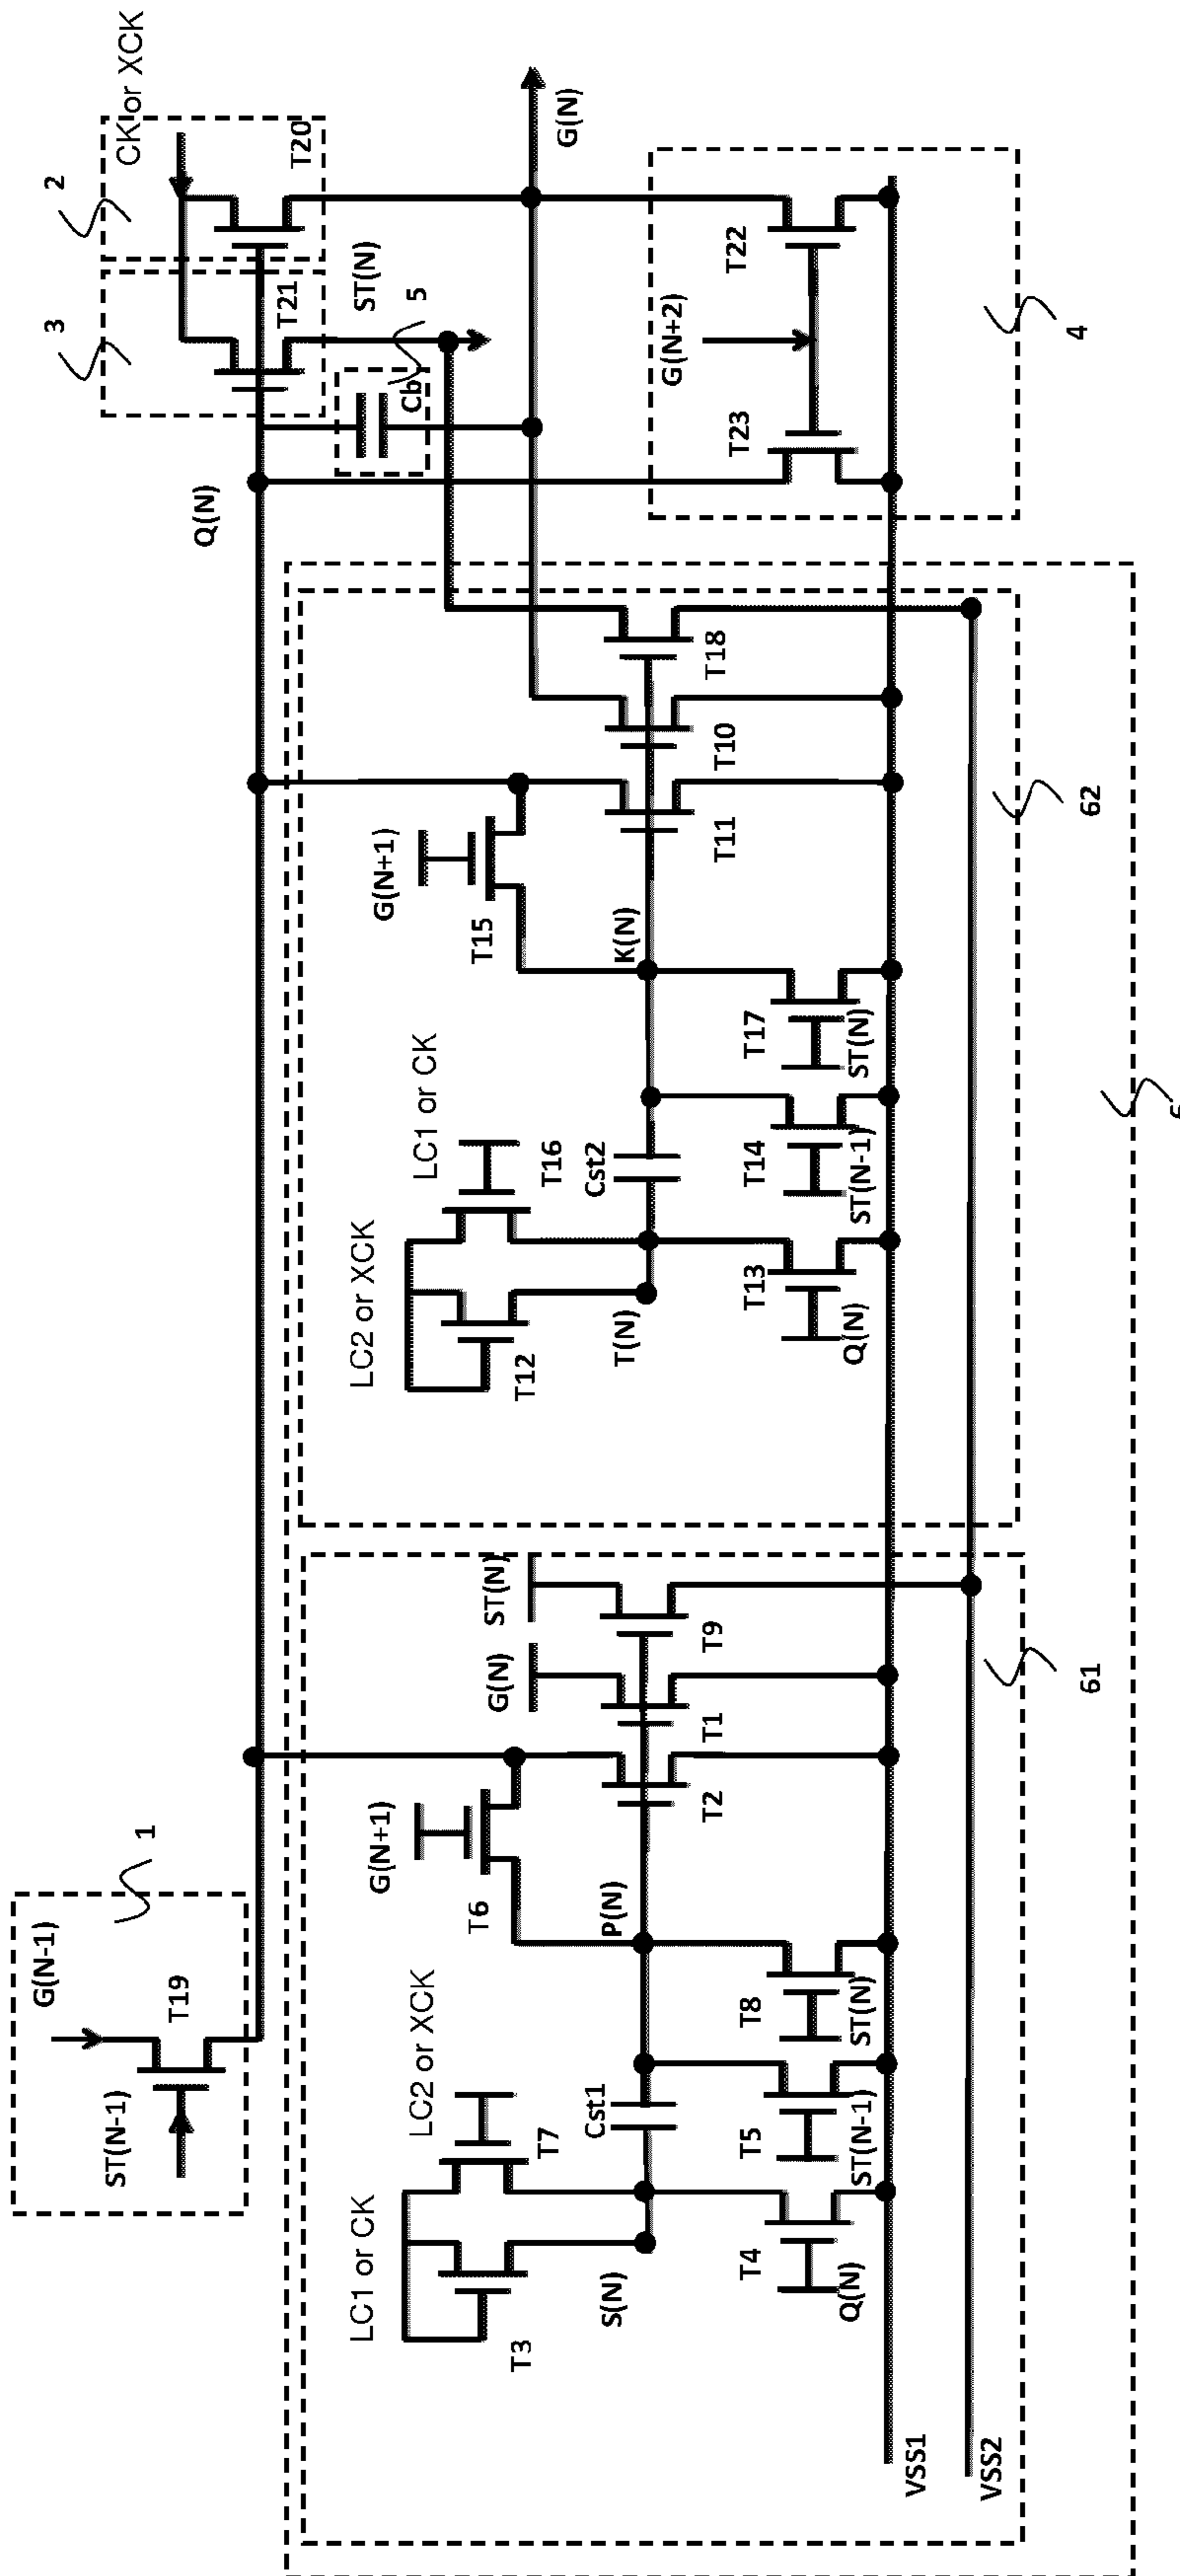 G(N-1)
1
ST(N-1)
T19
Q(N)
3
2
CK or XCK
T21
T20
ST(N)
5
Cb
G(N)
LC1 or CK
LC2 or XCK
T3
T7
S(N)
Cst1
P(N)
T6
G(N+1)
G(N)
ST(N)
T2
T1
T9
T4
Q(N)
T5
ST(N-1)
T8
ST(N)
61
LC2 or XCK
LC1 or CK
T12
T16
T(N)
Cst2
K(N)
T15
G(N+1)
T11
T10
T18
T13
Q(N)
T14
ST(N-1)
T17
ST(N)
62
G(N+2)
T23
T22
4
VSS1
VSS2